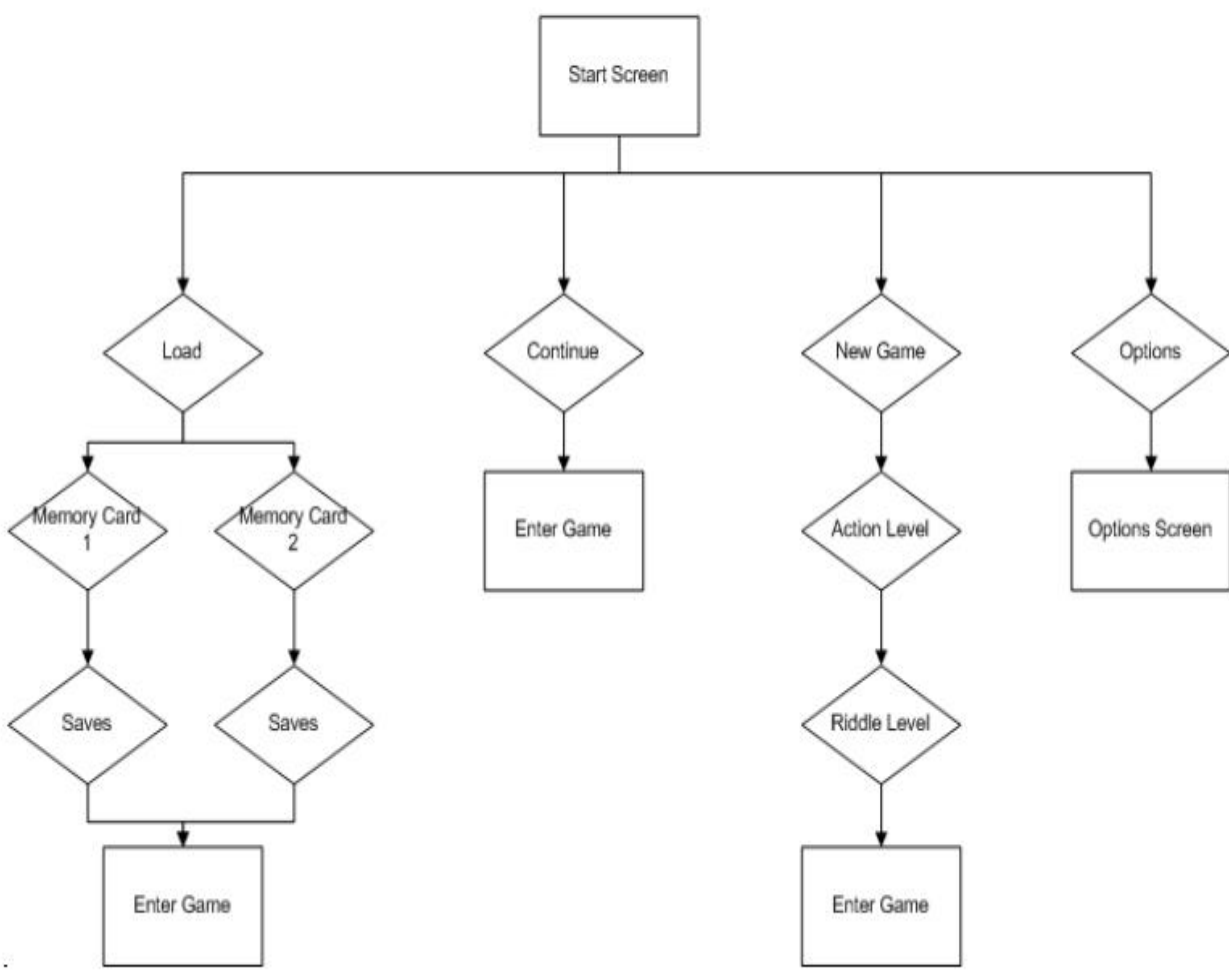 Start Screen
Load
Continue
New Game
Options
Memory Card
1
Memory Card
2
Enter Game
Action Level
Options Screen
Saves
Saves
Riddle Level
Enter Game
Enter Game